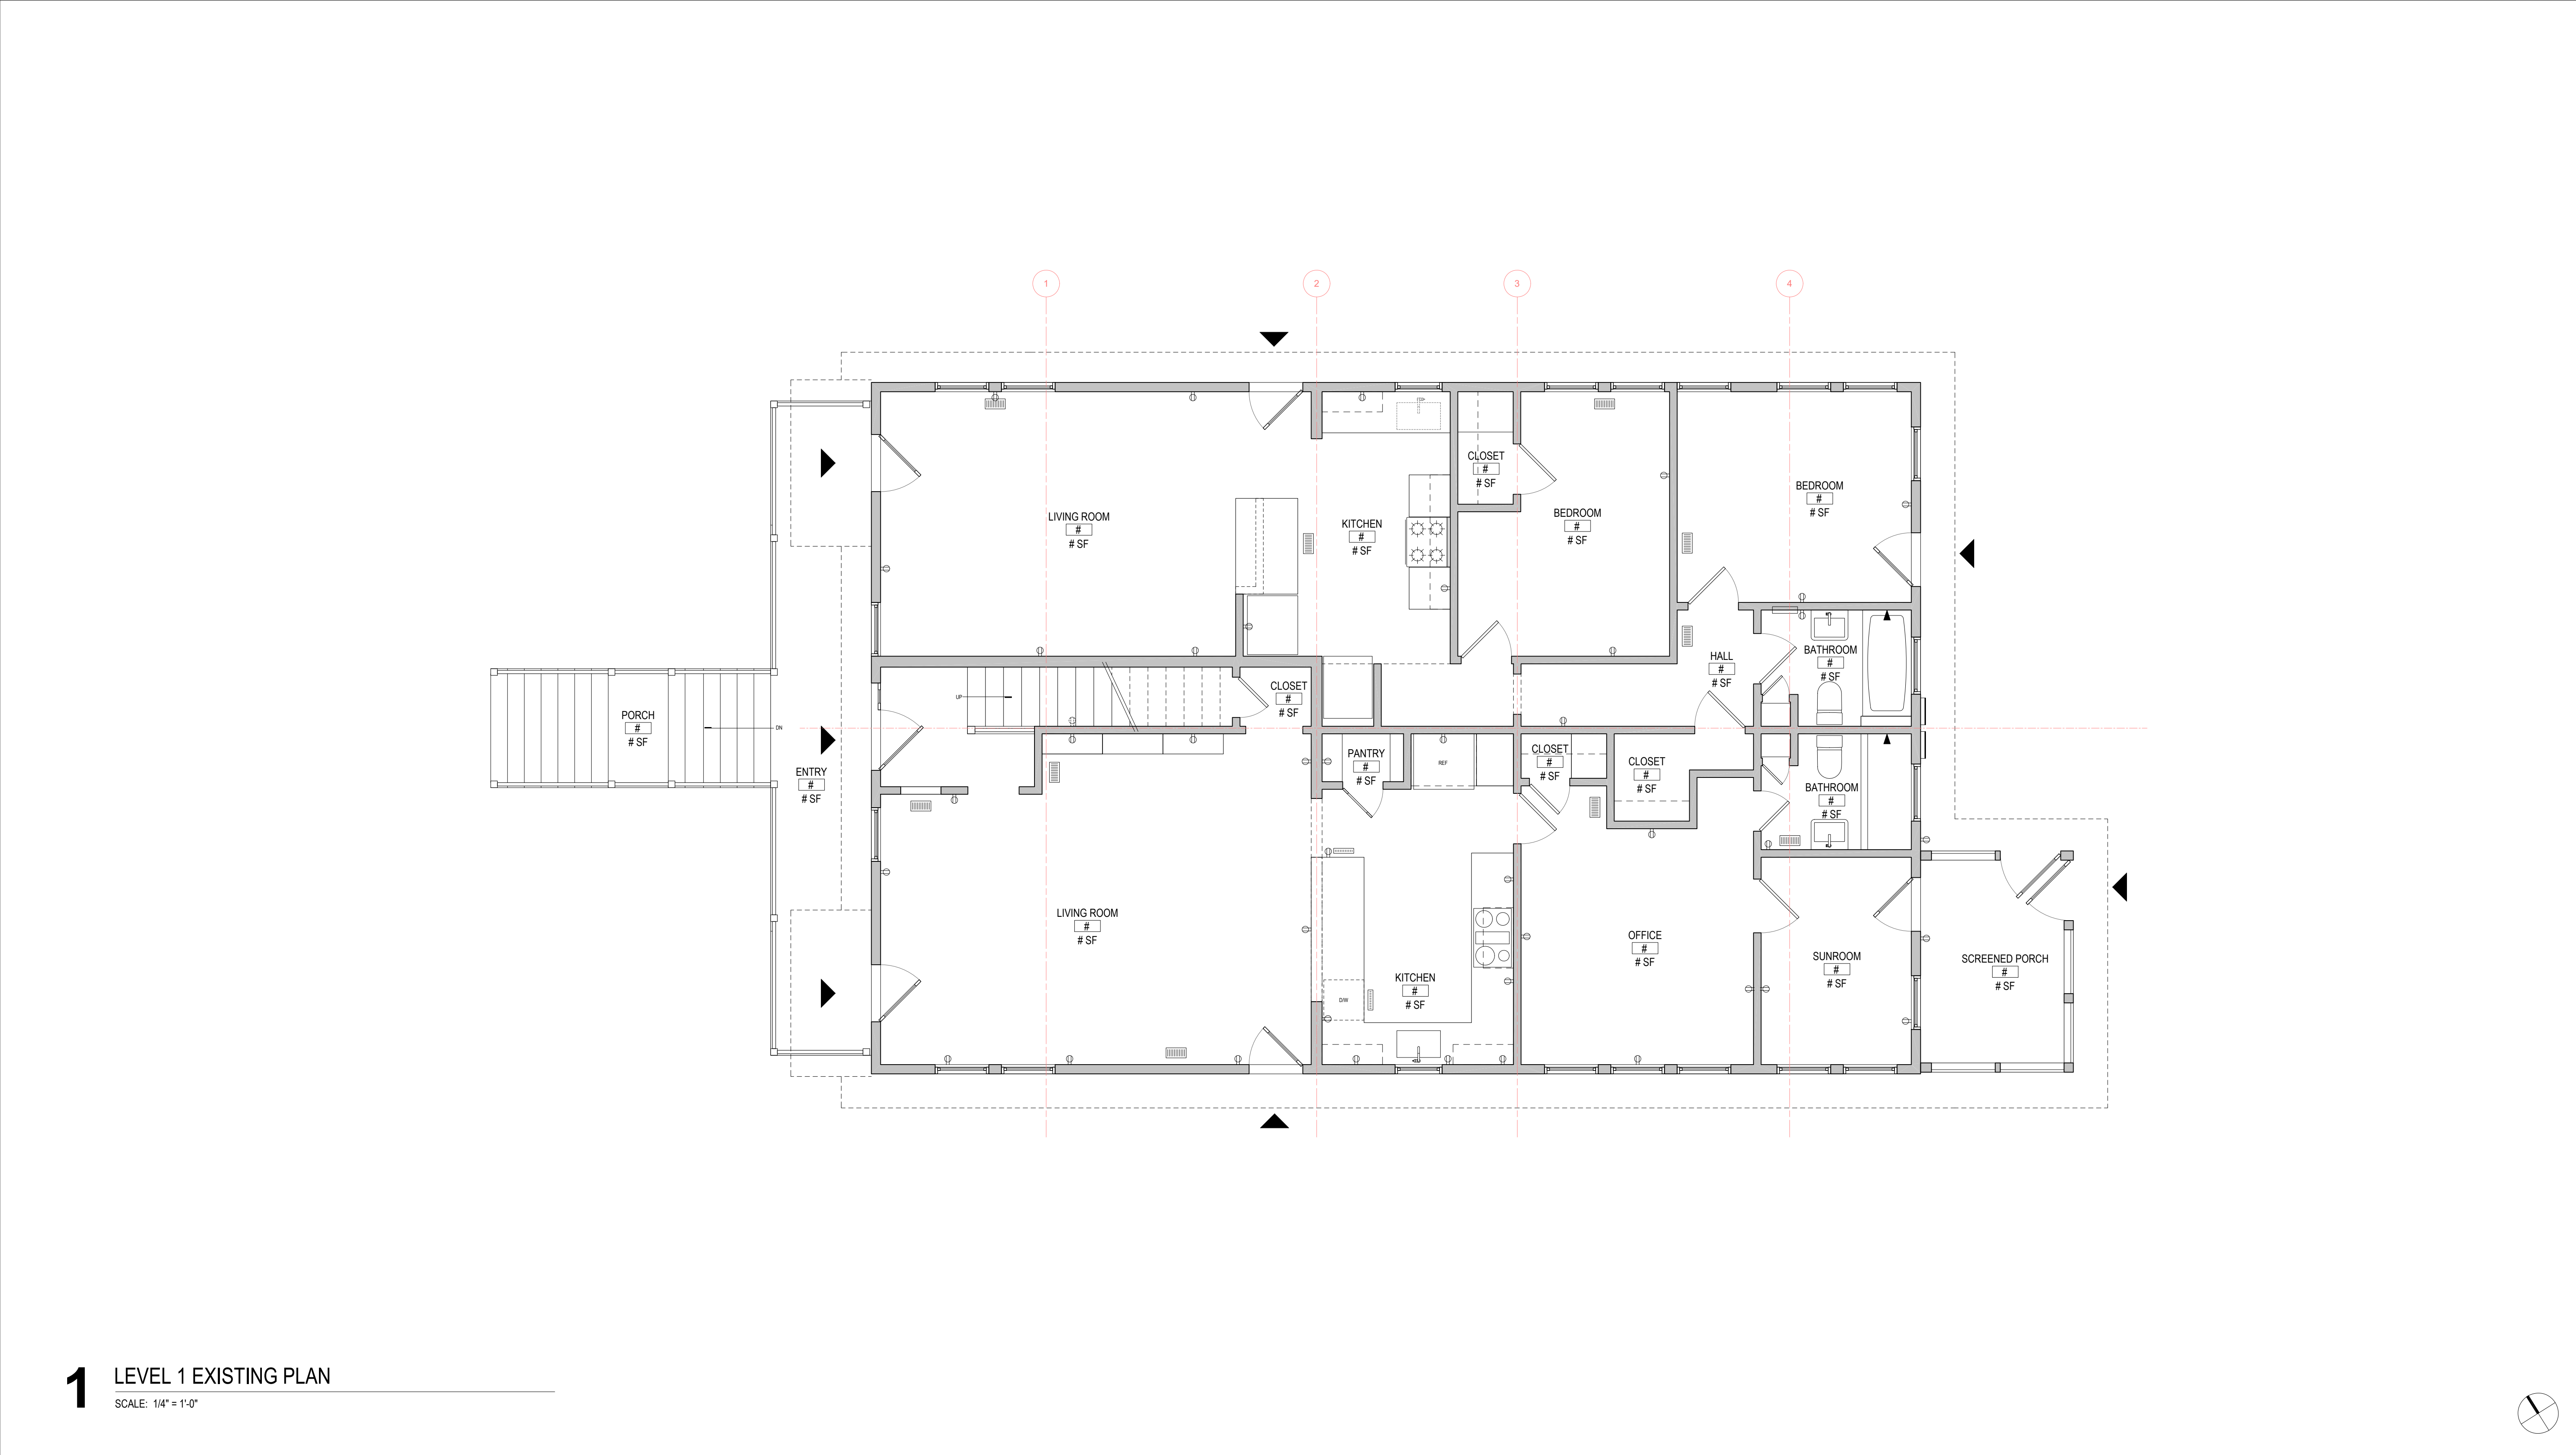 1
2
3
4
CLOSET
#
# SF
BEDROOM
#
# SF
LIVING ROOM
#
# SF
KITCHEN
#
# SF
BEDROOM
#
# SF
HALL
#
# SF
BATHROOM
#
# SF
UP
CLOSET
#
# SF
PORCH
#
# SF
DN
ENTRY
#
# SF
PANTRY
#
# SF
REF
CLOSET
#
# SF
CLOSET
#
# SF
BATHROOM
#
# SF
LIVING ROOM
#
# SF
OFFICE
#
# SF
SUNROOM
#
# SF
SCREENED PORCH
#
# SF
KITCHEN
#
# SF
D/W
1
LEVEL 1 EXISTING PLAN
SCALE: 1/4" = 1'-0"